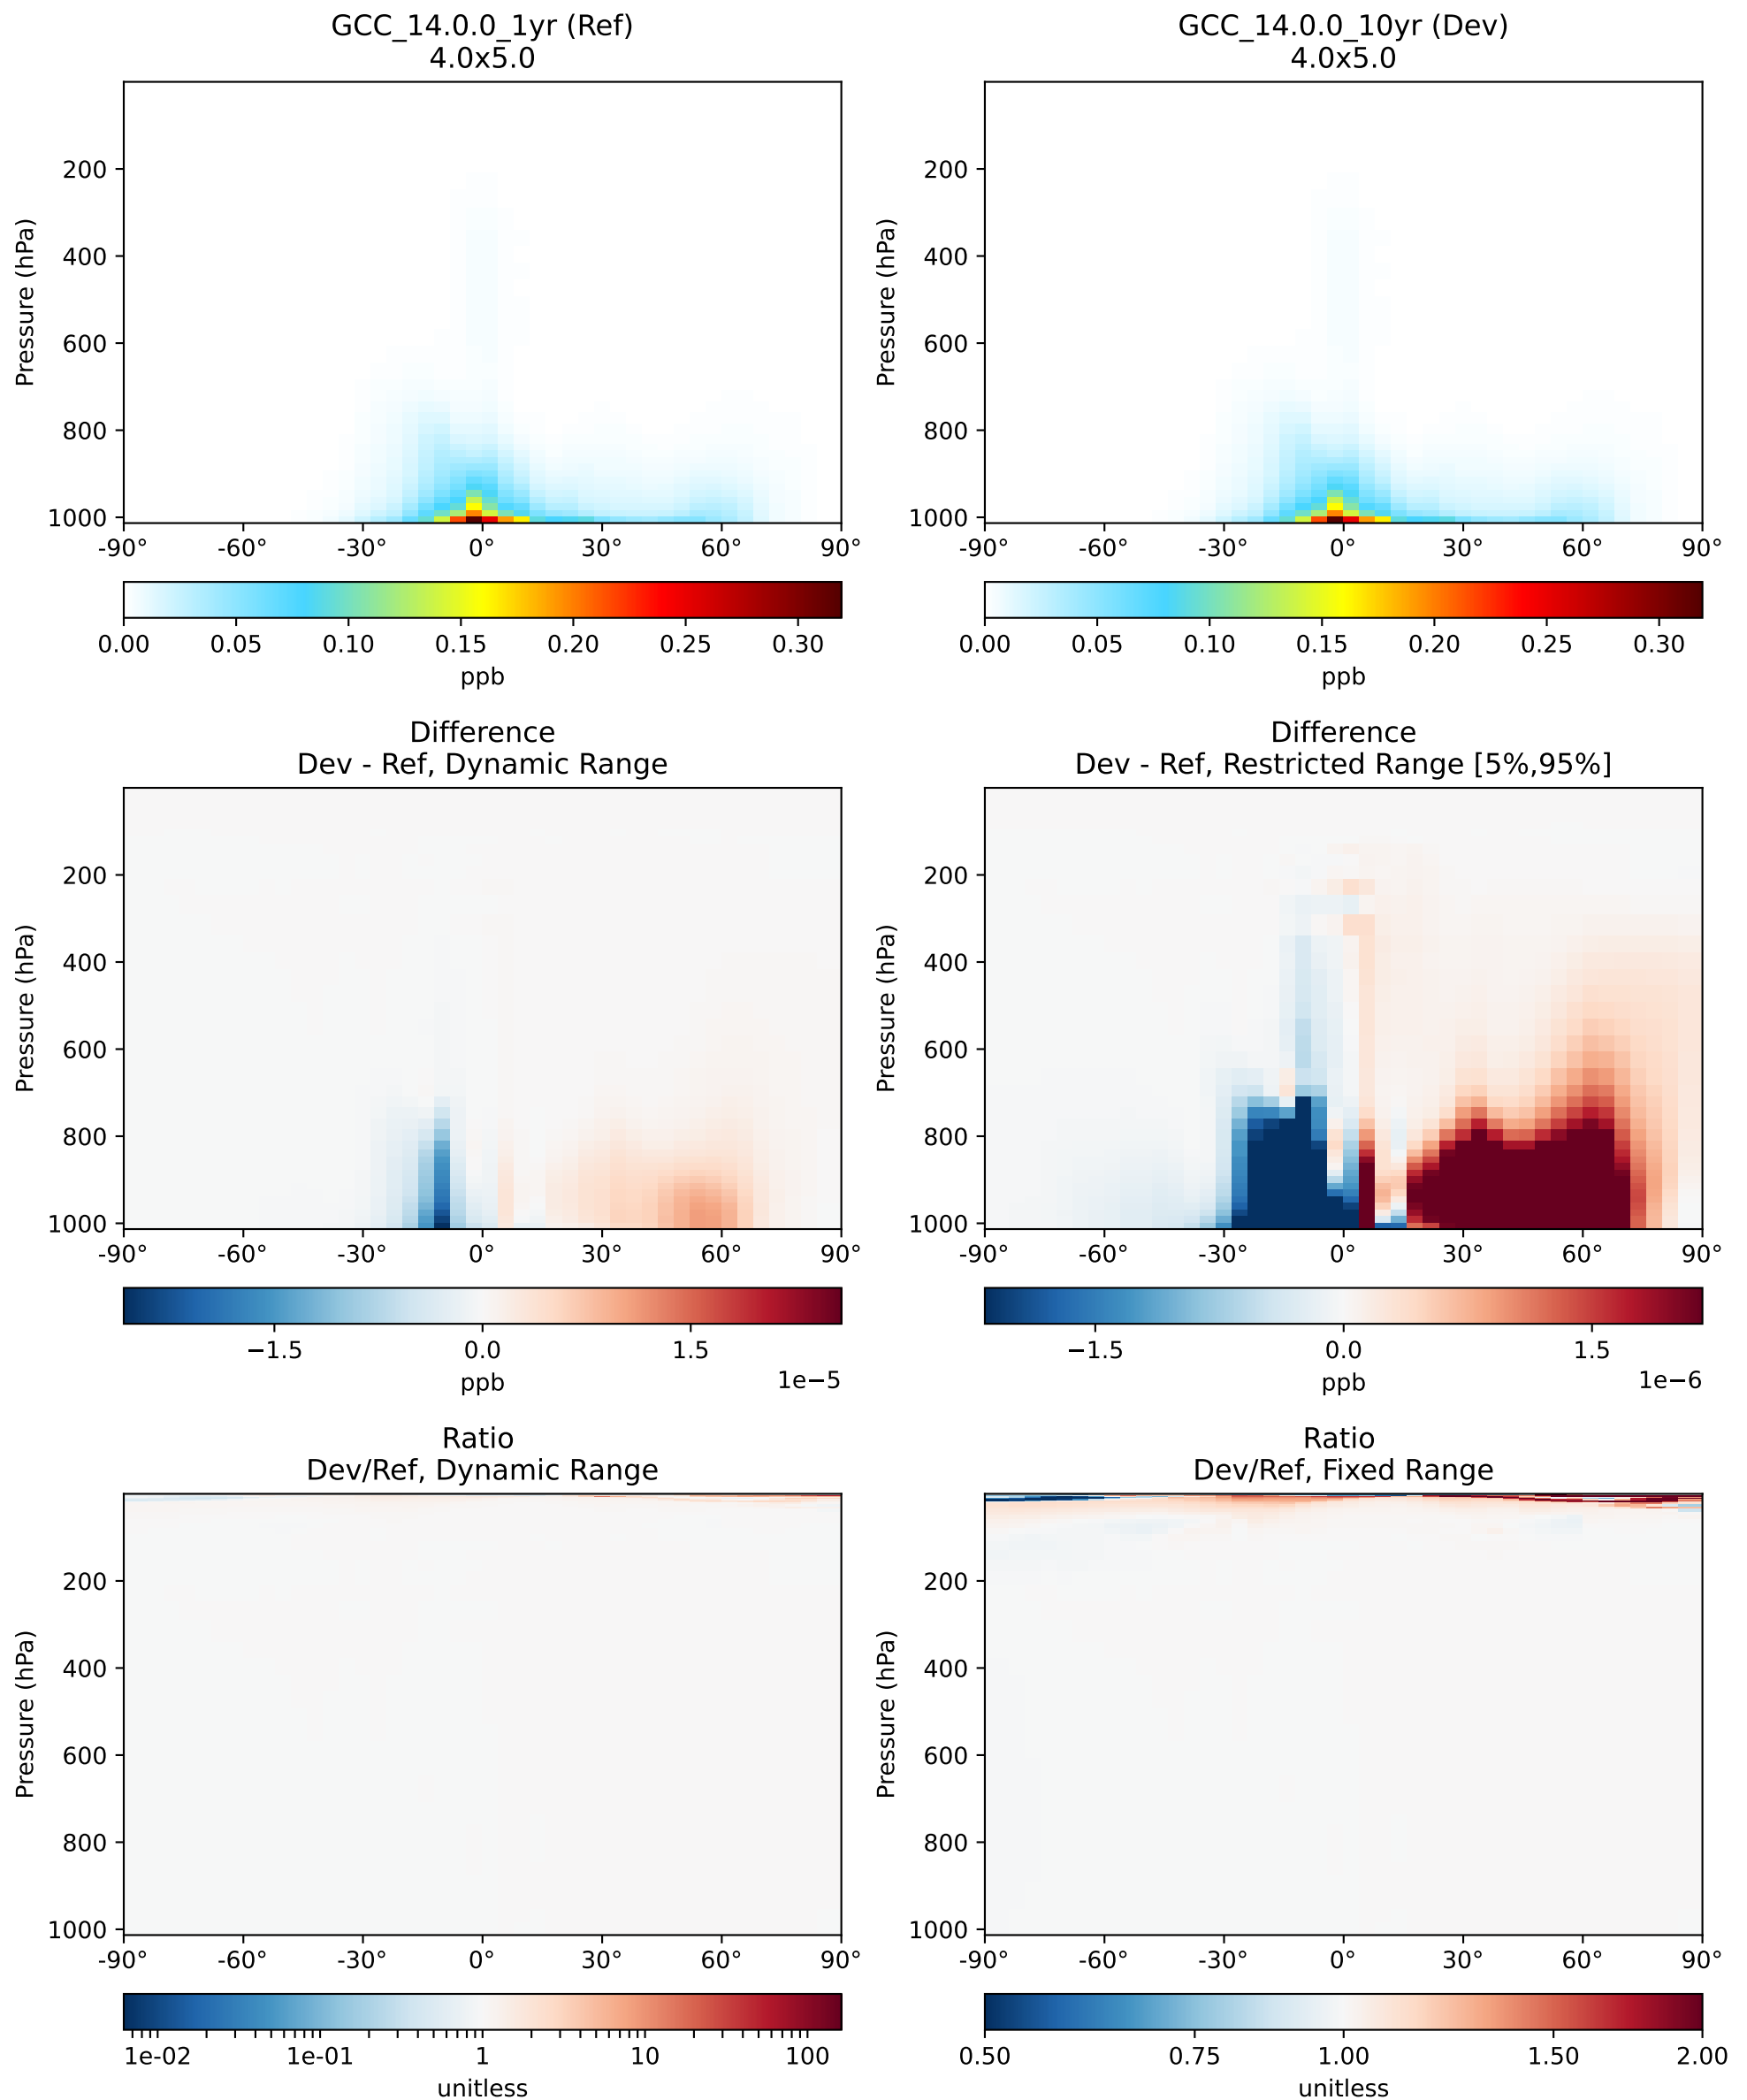 GCC_14.0.0_1yr (Ref)
4.0x5.0
GCC_14.0.0_10yr (Dev)
4.0x5.0
Pressure (hPa)
200
400
600
800
1000
-90° -60° -30° 0° 30° 60° 90°
0.00 0.05 0.10 0.15 0.20 0.25 0.30
ppb
Pressure (hPa)
200
400
600
800
1000
-90° -60° -30° 0° 30° 60° 90°
0.00 0.05 0.10 0.15 0.20 0.25 0.30
ppb
Difference
Dev - Ref, Dynamic Range
Pressure (hPa)
200
400
600
800
1000
-90° -60° -30° 0° 30° 60° 90°
−1.5 0.0 1.5
ppb
1e−5
Difference
Dev - Ref, Restricted Range [5%,95%]
Pressure (hPa)
200
400
600
800
1000
-90° -60° -30° 0° 30° 60° 90°
−1.5 0.0 1.5
ppb
1e−6
Ratio
Dev/Ref, Dynamic Range
Pressure (hPa)
200
400
600
800
1000
-90° -60° -30° 0° 30° 60° 90°
1e-02 1e-01 1 10 100
unitless
Ratio
Dev/Ref, Fixed Range
Pressure (hPa)
200
400
600
800
1000
-90° -60° -30° 0° 30° 60° 90°
0.50 0.75 1.00 1.50 2.00
unitless